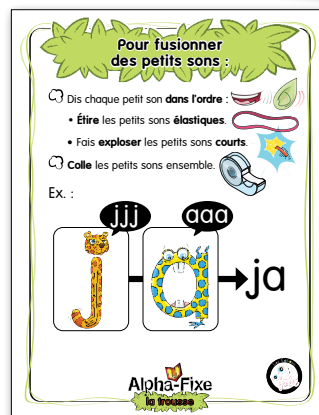 Pour fusionner
des petits sons :
Dis chaque petit son dans l'ordre :
• Étire les petits sons élastiques.
• Fais exploser les petits sons courts.
Colle les petits sons ensemble.
Ex. :
jjj aaa
j a ja
Alpha-Fixe
la trousse